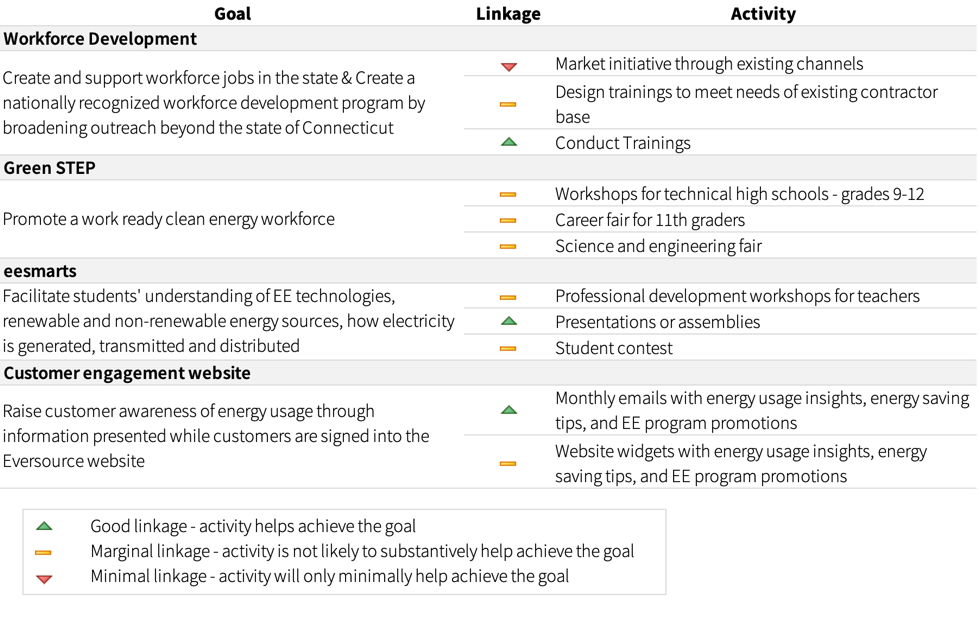 Goal Linkage Activity
Workforce Development
Create and support workforce jobs in the state & Create a
nationally recognized workforce development program by
broadening outreach beyond the state of Connecticut
Market initiative through existing channels
Design trainings to meet needs of existing contractor
base
Conduct Trainings
Green STEP
Promote a work ready clean energy workforce
Workshops for technical high schools - grades 9-12
Career fair for 11th graders
Science and engineering fair
eesmarts
Facilitate students' understanding of EE technologies,
renewable and non-renewable energy sources, how electricity
is generated, transmitted and distributed
Professional development workshops for teachers
Presentations or assemblies
Student contest
Customer engagement website
Raise customer awareness of energy usage through
information presented while customers are signed into the
Eversource website
Monthly emails with energy usage insights, energy saving
tips, and EE program promotions
Website widgets with energy usage insights, energy
saving tips, and EE program promotions
Good linkage - activity helps achieve the goal
Marginal linkage - activity is not likely to substantively help achieve the goal
Minimal linkage - activity will only minimally help achieve the goal